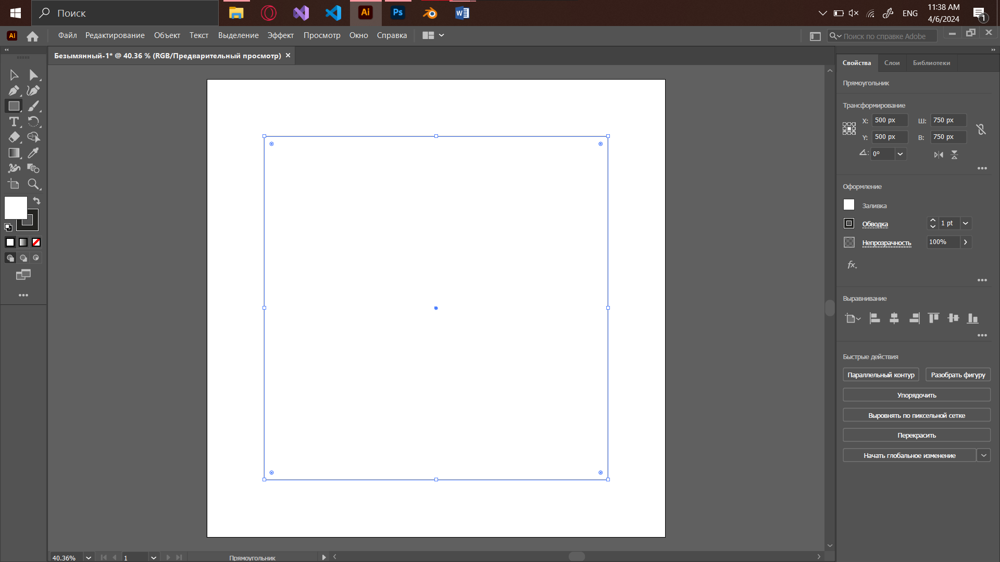 Поиск
Ai
Ps
ENG
11:38 AM
4/6/2024
1
Ai
Файл Редактирование Объект Текст Выделение Эффект Просмотр Окно Справка
Поиск по справке Adobe
Безымянный-1* @ 40.36 % (RGB/Предварительный просмотр) ×
Свойства Слои Библиотеки
Прямоугольник
Трансформирование
X: 500 px Ш: 750 px
Y: 500 px В: 750 px
0°
Оформление
Заливка
Обводка 1 pt
Непрозрачность 100%
fx.
Выравнивание
Быстрые действия
Параллельный контур Разобрать фигуру
Упорядочить
Выровнять по пиксельной сетке
Перекрасить
Начать глобальное изменение
40.36% 1 Прямоугольник